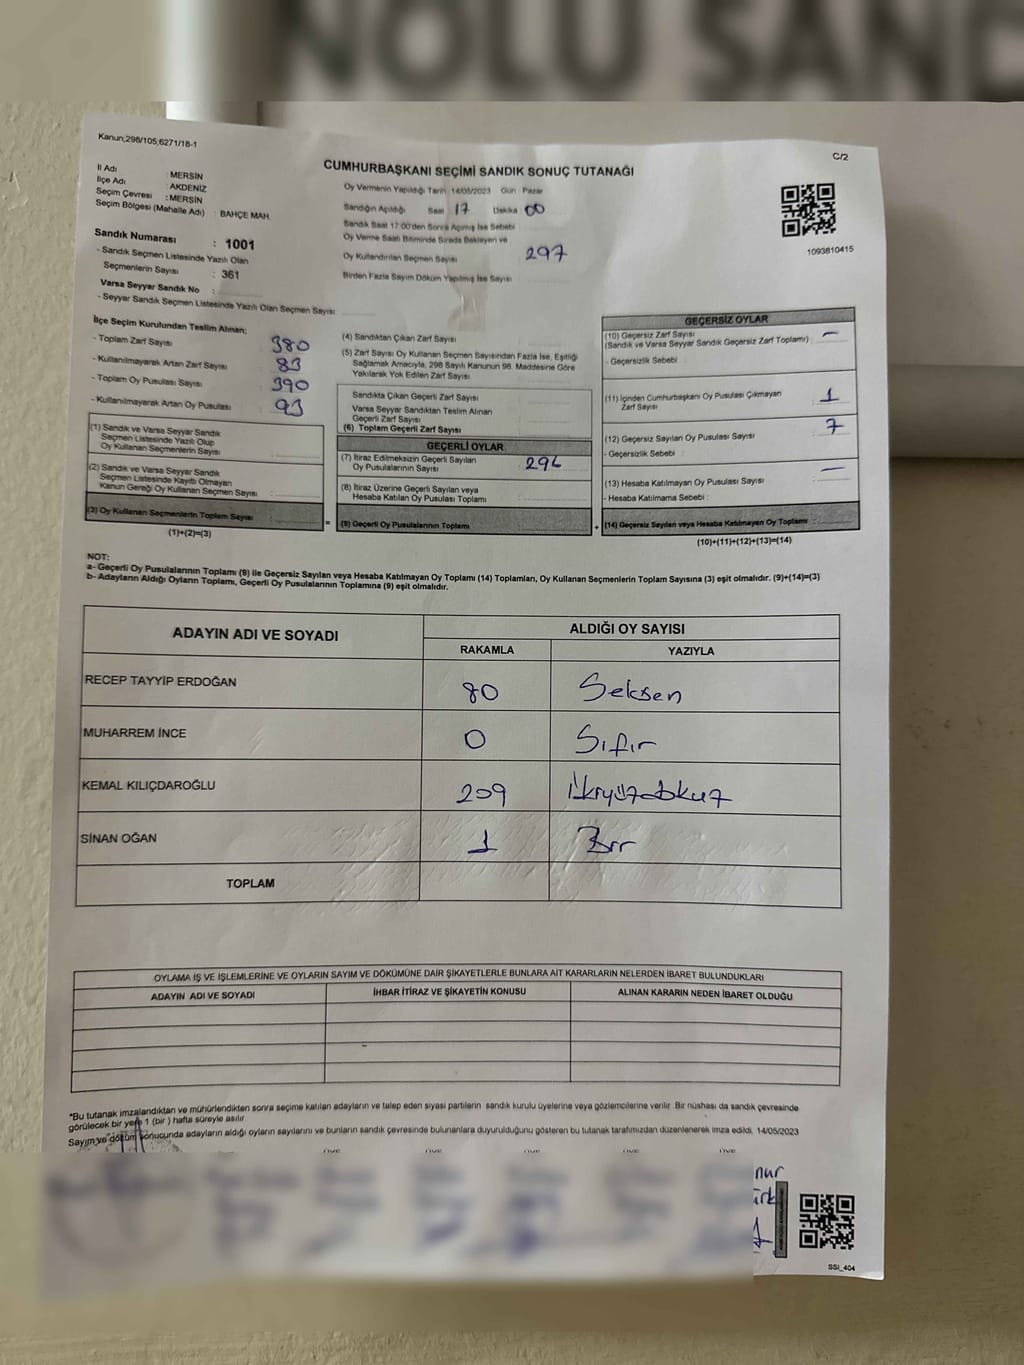 NOLU SAND
Kanun,298/105,6271/18-1
C/2
CUMHURBAŞKANI SEÇİMİ SANDIK SONUÇ TUTANAĞI
İl Adı : MERSİN
İlçe Adı : AKDENİZ
Seçim Çevresi : MERSİN
Seçim Bölgesi (Mahalle Adı) : BAHÇE MAH.
Oy Vermenin Yapıldığı Tarih : 14/05/2023 Gün : Pazar
Sandığın Açıldığı Saat 17 Dakika 00
Sandık Saat 17:00'den Sonra Açılmış İse Sebebi
Oy Verme Saati Bitiminde Sırada Bekleyen ve
Oy Kullandırılan Seçmen Sayısı 297
Birden Fazla Sayım Döküm Yapılmış İse Sayısı
1093810415
Sandık Numarası : 1001
- Sandık Seçmen Listesinde Yazılı Olan
Seçmenlerin Sayısı : 361
Varsa Seyyar Sandık No :
- Seyyar Sandık Seçmen Listesinde Yazılı Olan Seçmen Sayısı :
İlçe Seçim Kurulundan Teslim Alınan;
- Toplam Zarf Sayısı : 380
- Kullanılmayarak Artan Zarf Sayısı : 83
- Toplam Oy Pusulası Sayısı : 390
- Kullanılmayarak Artan Oy Pusulası : 93
(1) Sandık ve Varsa Seyyar Sandık
Seçmen Listesinde Yazılı Olup
Oy Kullanan Seçmenlerin Sayısı :
(2) Sandık ve Varsa Seyyar Sandık
Seçmen Listesinde Kayıtlı Olmayan
Kanun Gereği Oy Kullanan Seçmen Sayısı :
(3) Oy Kullanan Seçmenlerin Toplam Sayısı :
(1)+(2)=(3)
(4) Sandıktan Çıkan Zarf Sayısı
(5) Zarf Sayısı Oy Kullanan Seçmen Sayısından Fazla İse, Eşitliği
Sağlamak Amacıyla, 298 Sayılı Kanunun 98. Maddesine Göre
Yakılarak Yok Edilen Zarf Sayısı
Sandıkta Çıkan Geçerli Zarf Sayısı
Varsa Seyyar Sandıktan Teslim Alınan
Geçerli Zarf Sayısı
(6) Toplam Geçerli Zarf Sayısı
GEÇERLİ OYLAR
(7) İtiraz Edilmeksizin Geçerli Sayılan
Oy Pusulalarının Sayısı : 296
(8) İtiraz Üzerine Geçerli Sayılan veya
Hesaba Katılan Oy Pusulası Toplamı :
(9) Geçerli Oy Pusulalarının Toplamı
GEÇERSİZ OYLAR
(10) Geçersiz Zarf Sayısı
(Sandık ve Varsa Seyyar Sandık Geçersiz Zarf Toplamı) : —
- Geçersizlik Sebebi
(11) İçinden Cumhurbaşkanı Oy Pusulası Çıkmayan
Zarf Sayısı 1
(12) Geçersiz Sayılan Oy Pusulası Sayısı : 7
- Geçersizlik Sebebi :
(13) Hesaba Katılmayan Oy Pusulası Sayısı : —
- Hesaba Katılmama Sebebi :
(14) Geçersiz Sayılan veya Hesaba Katılmayan Oy Toplamı :
(10)+(11)+(12)+(13)=(14)
NOT:
a- Geçerli Oy Pusulalarının Toplamı (9) ile Geçersiz Sayılan veya Hesaba Katılmayan Oy Toplamı (14) Toplamları, Oy Kullanan Seçmenlerin Toplam Sayısına (3) eşit olmalıdır. (9)+(14)=(3)
b- Adayların Aldığı Oyların Toplamı, Geçerli Oy Pusulalarının Toplamına (9) eşit olmalıdır.
ADAYIN ADI VE SOYADI
ALDIĞI OY SAYISI
RAKAMLA YAZIYLA
RECEP TAYYİP ERDOĞAN 80 Seksen
MUHARREM İNCE 0 Sıfır
KEMAL KILIÇDAROĞLU 209 ikiyüzdokuz
SİNAN OĞAN 1 Bir
TOPLAM
OYLAMA İŞ VE İŞLEMLERİNE VE OYLARIN SAYIM VE DÖKÜMÜNE DAİR ŞİKAYETLERLE BUNLARA AİT KARARLARIN NELERDEN İBARET BULUNDUKLARI
ADAYIN ADI VE SOYADI İHBAR İTİRAZ VE ŞİKAYETİN KONUSU ALINAN KARARIN NEDEN İBARET OLDUĞU
*Bu tutanak imzalandıktan ve mühürlendikten sonra seçime katılan adayların ve talep eden siyasi partilerin sandık kurulu üyelerine veya gözlemcilerine verilir. Bir nüshası da sandık çevresinde
görülecek bir yere 1 (bir) hafta süreyle asılır.
Sayım ve döküm sonucunda adayların aldığı oyların sayılarını ve bunların sandık çevresinde bulunanlara duyurulduğunu gösteren bu tutanak tarafımızdan düzenlenerek imza edildi. 14/05/2023
nur
ürk
SSİ_404